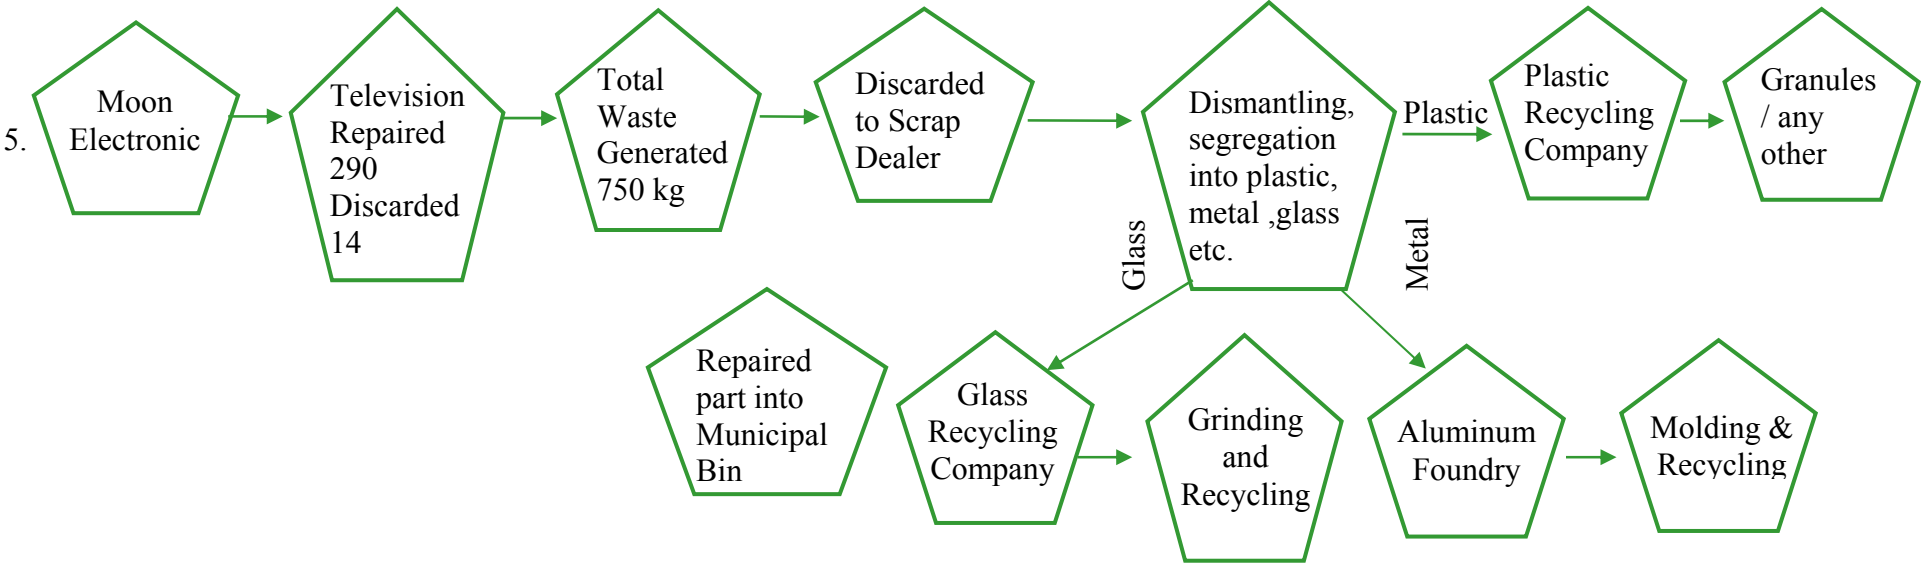 5.
Moon
Electronic
Television
Repaired
290
Discarded
14
Total
Waste
Generated
750 kg
Discarded
to Scrap
Dealer
Dismantling,
segregation
into plastic,
metal ,glass
etc.
Plastic
Plastic
Recycling
Company
Granules
/ any
other
Glass
Metal
Repaired
part into
Municipal
Bin
Glass
Recycling
Company
Grinding
and
Recycling
Aluminum
Foundry
Molding &
Recycling